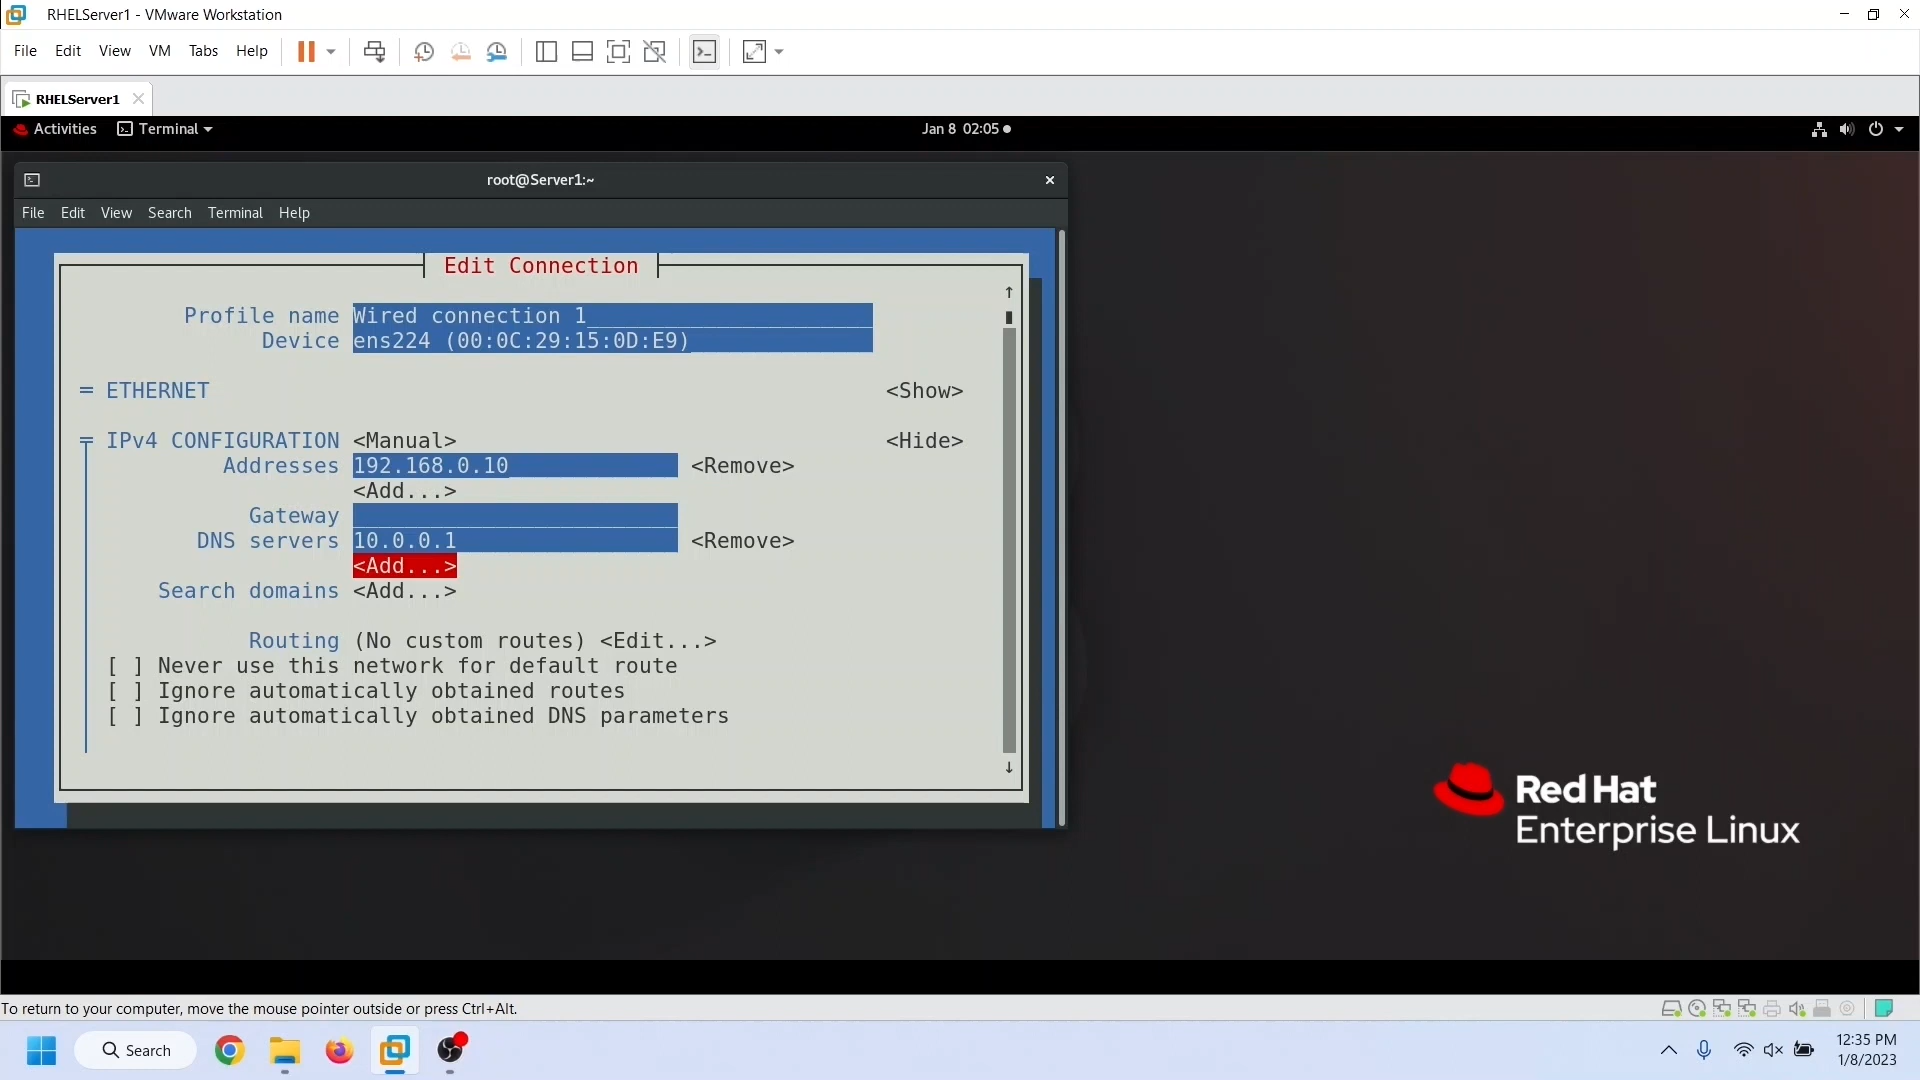 RHELServer1 - VMware Workstation
File Edit View VM Tabs Help
RHELServer1
Activities Terminal Jan 8 02:05
root@Server1:~
File Edit View Search Terminal Help
Edit Connection
Profile name Wired connection 1
Device ens224 (00:0C:29:15:0D:E9)
= ETHERNET <Show>
IPv4 CONFIGURATION <Manual> <Hide>
Addresses 192.168.0.10 <Remove>
<Add...>
Gateway
DNS servers 10.0.0.1 <Remove>
<Add...>
Search domains <Add...>
Routing (No custom routes) <Edit...>
[ ] Never use this network for default route
[ ] Ignore automatically obtained routes
[ ] Ignore automatically obtained DNS parameters
Red Hat
Enterprise Linux
To return to your computer, move the mouse pointer outside or press Ctrl+Alt.
Search
12:35 PM
1/8/2023